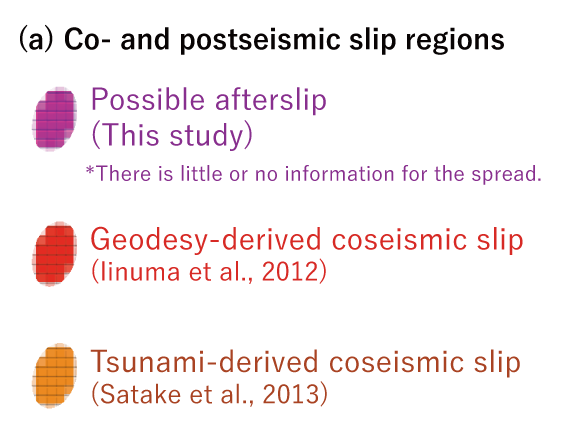 (a) Co- and postseismic slip regions
Possible afterslip
(This study)
*There is little or no information for the spread.
Geodesy-derived coseismic slip
(Iinuma et al., 2012)
Tsunami-derived coseismic slip
(Satake et al., 2013)